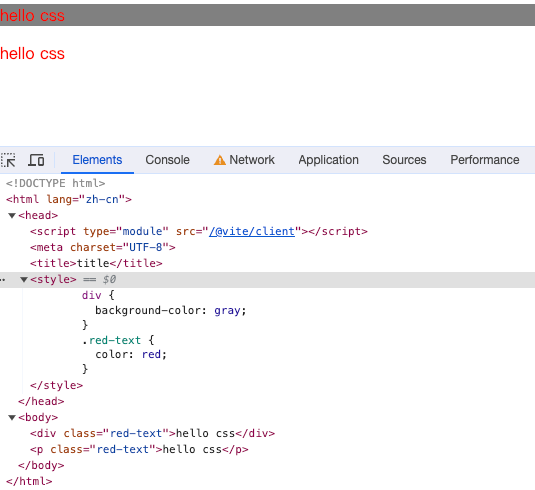 hello css
hello css
Elements Console Network Application Sources Performance
<!DOCTYPE html>
<html lang="zh-cn">
<head>
<script type="module" src="/@vite/client"></script>
<meta charset="UTF-8">
<title>title</title>
<style> == $0
div {
background-color: gray;
}
.red-text {
color: red;
}
</style>
</head>
<body>
<div class="red-text">hello css</div>
<p class="red-text">hello css</p>
</body>
</html>